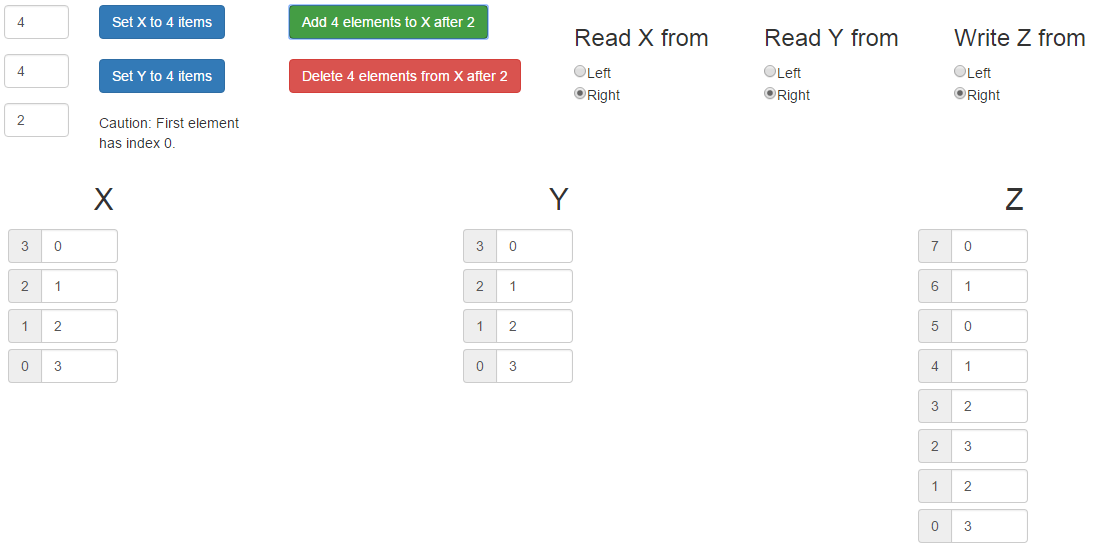 4
Set X to 4 items
Add 4 elements to X after 2
4
Set Y to 4 items
Delete 4 elements from X after 2
2
Caution: First element
has index 0.
Read X from
Left
Right
Read Y from
Left
Right
Write Z from
Left
Right
X
3 0
2 1
1 2
0 3
Y
3 0
2 1
1 2
0 3
Z
7 0
6 1
5 0
4 1
3 2
2 3
1 2
0 3